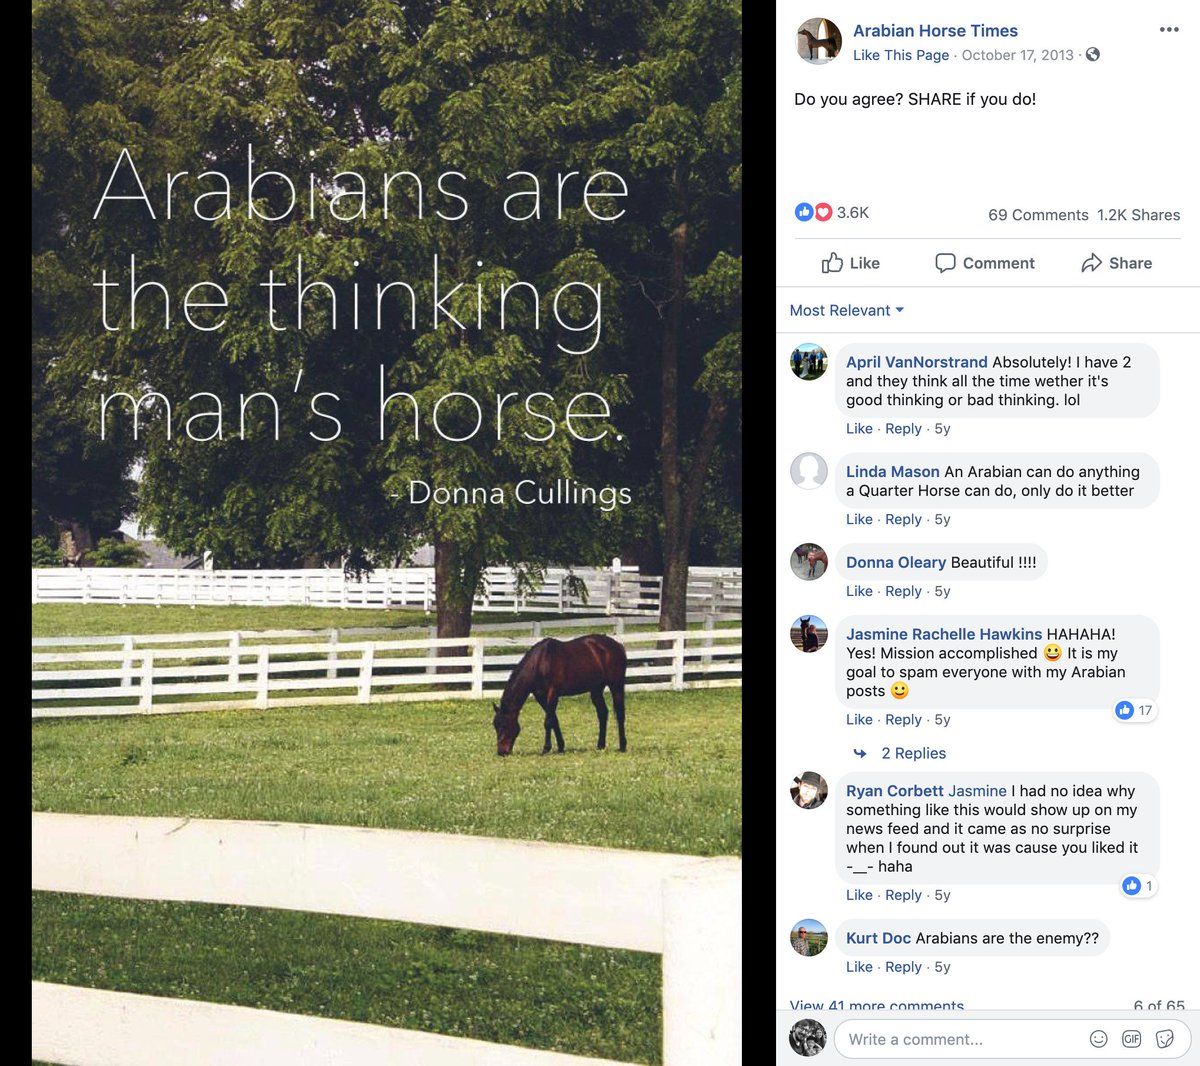 Arabians are
the thinking
man's horse.
- Donna Cullings
Arabian Horse Times
Like This Page · October 17, 2013 ·
Do you agree? SHARE if you do!
3.6K
69 Comments 1.2K Shares
Like
Comment
Share
Most Relevant
April VanNorstrand Absolutely! I have 2
and they think all the time wether it's
good thinking or bad thinking. lol
Like · Reply · 5y
Linda Mason An Arabian can do anything
a Quarter Horse can do, only do it better
Like · Reply · 5y
Donna Oleary Beautiful !!!!
Like · Reply · 5y
Jasmine Rachelle Hawkins HAHAHA!
Yes! Mission accomplished 😀 It is my
goal to spam everyone with my Arabian
posts 😀
17
Like · Reply · 5y
2 Replies
Ryan Corbett Jasmine I had no idea why
something like this would show up on my
news feed and it came as no surprise
when I found out it was cause you liked it
-__- haha
1
Like · Reply · 5y
Kurt Doc Arabians are the enemy??
Like · Reply · 5y
View 41 more comments
6 of 65
Write a comment...
GIF